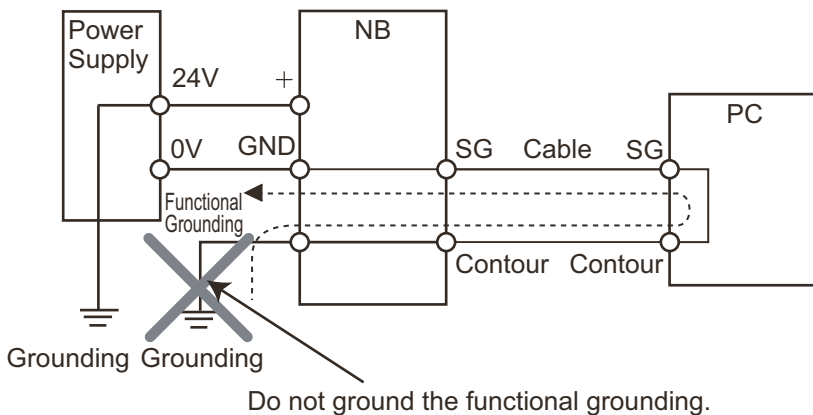 Power
Supply
NB
24V
+
PC
0V
GND
SG
Cable
SG
Functional
Grounding
Contour
Contour
Grounding
Grounding
Do not ground the functional grounding.